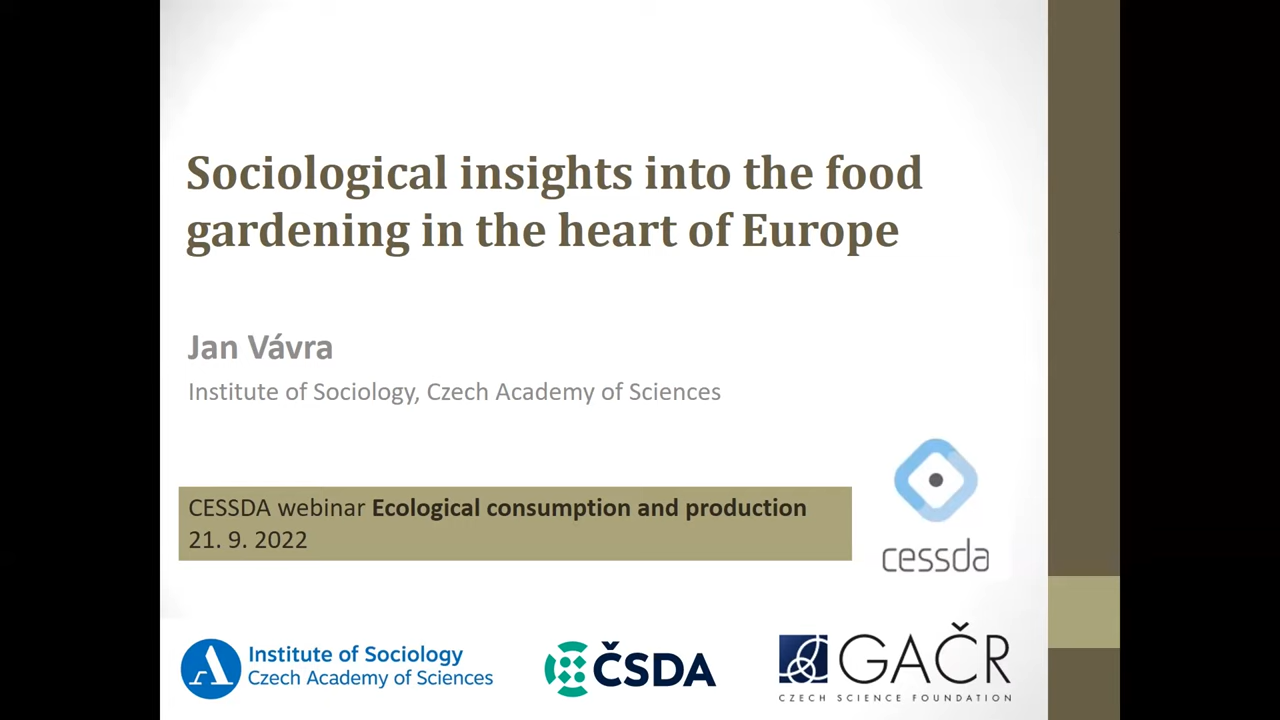 Sociological insights into the food
gardening in the heart of Europe
Jan Vávra
Institute of Sociology, Czech Academy of Sciences
CESSDA webinar Ecological consumption and production
21. 9. 2022
cessda
Institute of Sociology
Czech Academy of Sciences
ČSDA
GAČR
CZECH SCIENCE FOUNDATION